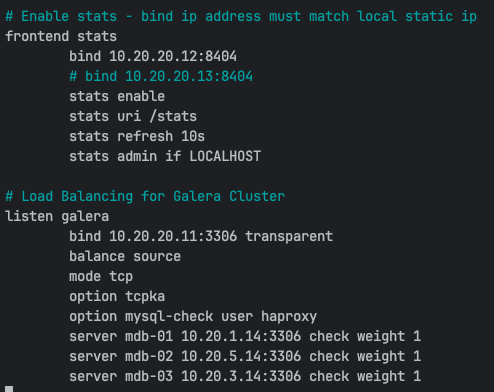 # Enable stats - bind ip address must match local static ip
frontend stats
        bind 10.20.20.12:8404
        # bind 10.20.20.13:8404
        stats enable
        stats uri /stats
        stats refresh 10s
        stats admin if LOCALHOST

# Load Balancing for Galera Cluster
listen galera
        bind 10.20.20.11:3306 transparent
        balance source
        mode tcp
        option tcpka
        option mysql-check user haproxy
        server mdb-01 10.20.1.14:3306 check weight 1
        server mdb-02 10.20.5.14:3306 check weight 1
        server mdb-03 10.20.3.14:3306 check weight 1